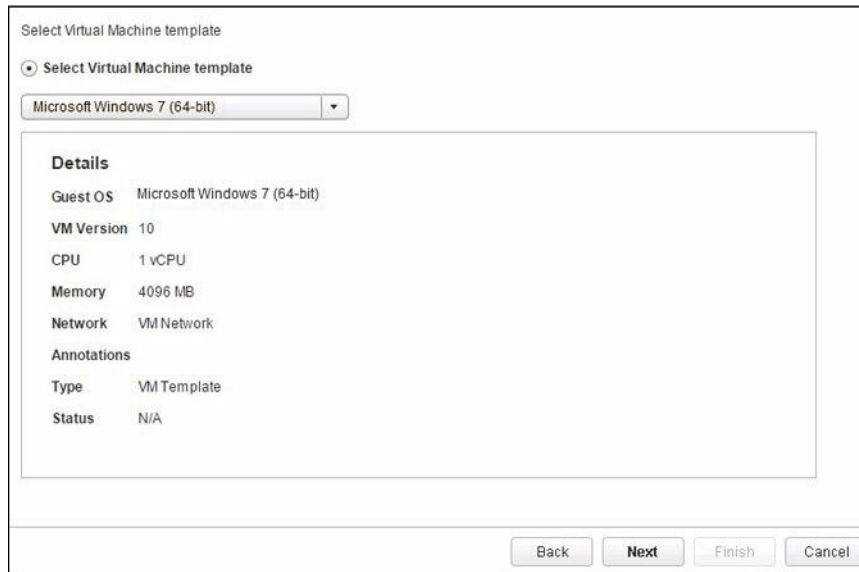 Select Virtual Machine template
Select Virtual Machine template
Microsoft Windows 7 (64-bit)
Details
Guest OS Microsoft Windows 7 (64-bit)
VM Version 10
CPU 1 vCPU
Memory 4096 MB
Network VM Network
Annotations
Type VM Template
Status N/A
Back Next Finish Cancel